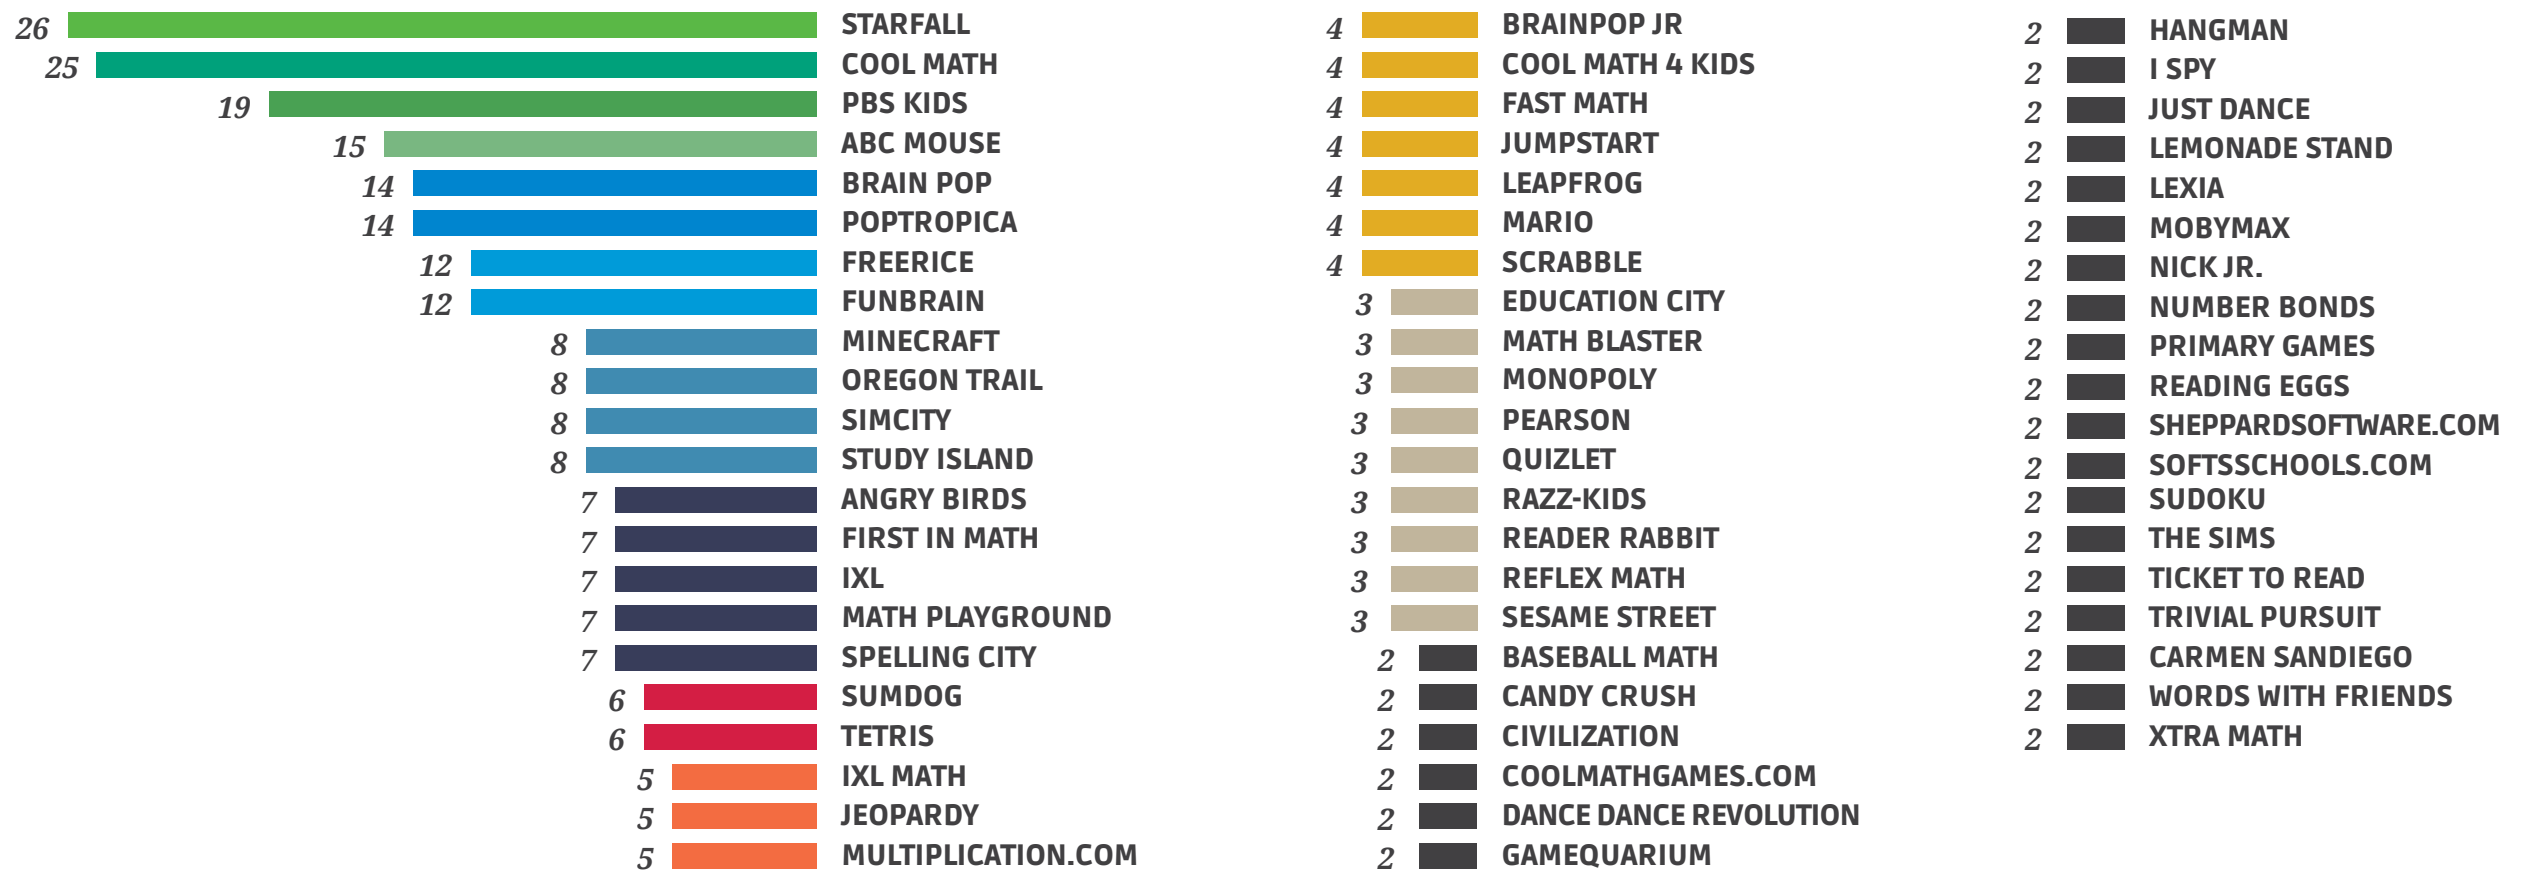 26 STARFALL
25 COOL MATH
19 PBS KIDS
15 ABC MOUSE
14 BRAIN POP
14 POPTROPICA
12 FREERICE
12 FUNBRAIN
8 MINECRAFT
8 OREGON TRAIL
8 SIMCITY
8 STUDY ISLAND
7 ANGRY BIRDS
7 FIRST IN MATH
7 IXL
7 MATH PLAYGROUND
7 SPELLING CITY
6 SUMDOG
6 TETRIS
5 IXL MATH
5 JEOPARDY
5 MULTIPLICATION.COM
4 BRAINPOP JR
4 COOL MATH 4 KIDS
4 FAST MATH
4 JUMPSTART
4 LEAPFROG
4 MARIO
4 SCRABBLE
3 EDUCATION CITY
3 MATH BLASTER
3 MONOPOLY
3 PEARSON
3 QUIZLET
3 RAZZ-KIDS
3 READER RABBIT
3 REFLEX MATH
3 SESAME STREET
2 BASEBALL MATH
2 CANDY CRUSH
2 CIVILIZATION
2 COOLMATHGAMES.COM
2 DANCE DANCE REVOLUTION
2 GAMEQUARIUM
2 HANGMAN
2 I SPY
2 JUST DANCE
2 LEMONADE STAND
2 LEXIA
2 MOBYMAX
2 NICK JR.
2 NUMBER BONDS
2 PRIMARY GAMES
2 READING EGGS
2 SHEPPARDSOFTWARE.COM
2 SOFTSSCHOOLS.COM
2 SUDOKU
2 THE SIMS
2 TICKET TO READ
2 TRIVIAL PURSUIT
2 CARMEN SANDIEGO
2 WORDS WITH FRIENDS
2 XTRA MATH